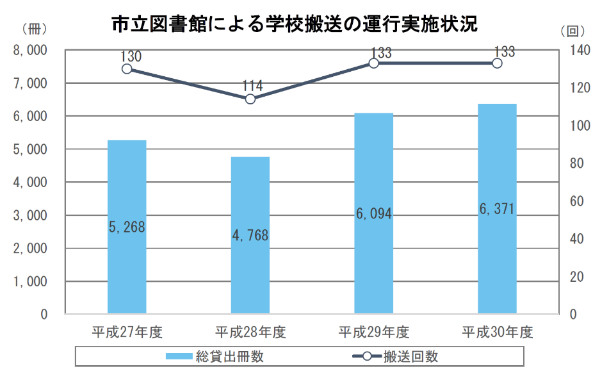 市立図書館による学校搬送の運行実施状況
（冊）
（回）
8,000
7,000
6,000
5,000
4,000
3,000
2,000
1,000
0
140
120
100
80
60
40
20
0
130
114
133
133
5,268
4,768
6,094
6,371
平成27年度
平成28年度
平成29年度
平成30年度
総貸出冊数
搬送回数